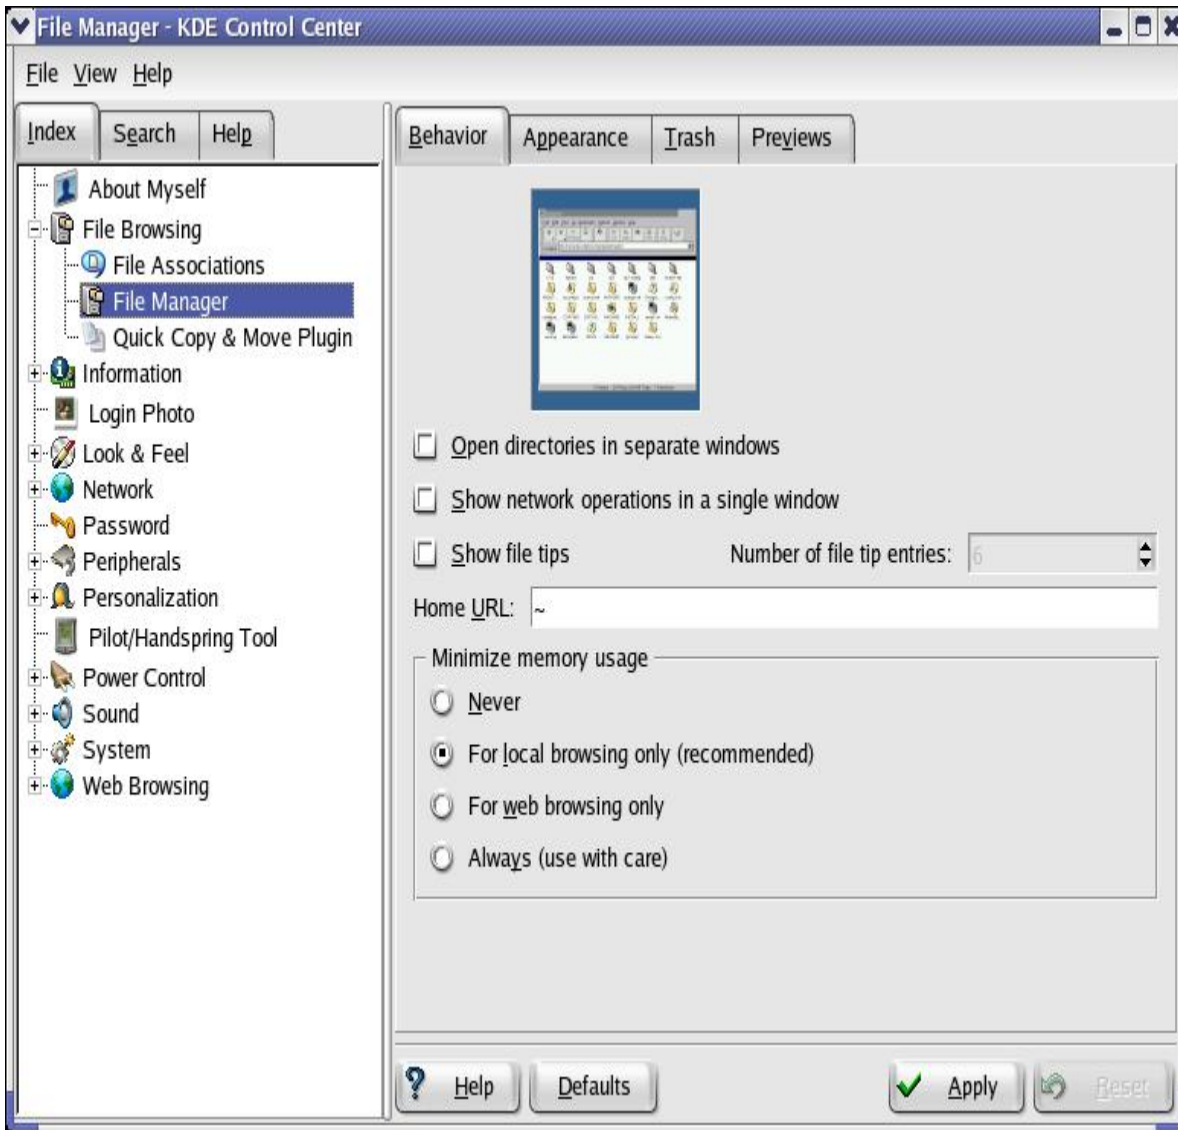 File Manager - KDE Control Center
File View Help
Index Search Help
About Myself
File Browsing
File Associations
File Manager
Quick Copy & Move Plugin
Information
Login Photo
Look & Feel
Network
Password
Peripherals
Personalization
Pilot/Handspring Tool
Power Control
Sound
System
Web Browsing
Behavior Appearance Trash Previews
Open directories in separate windows
Show network operations in a single window
Show file tips Number of file tip entries: 6
Home URL: ~
Minimize memory usage
Never
For local browsing only (recommended)
For web browsing only
Always (use with care)
Help Defaults Apply Reset